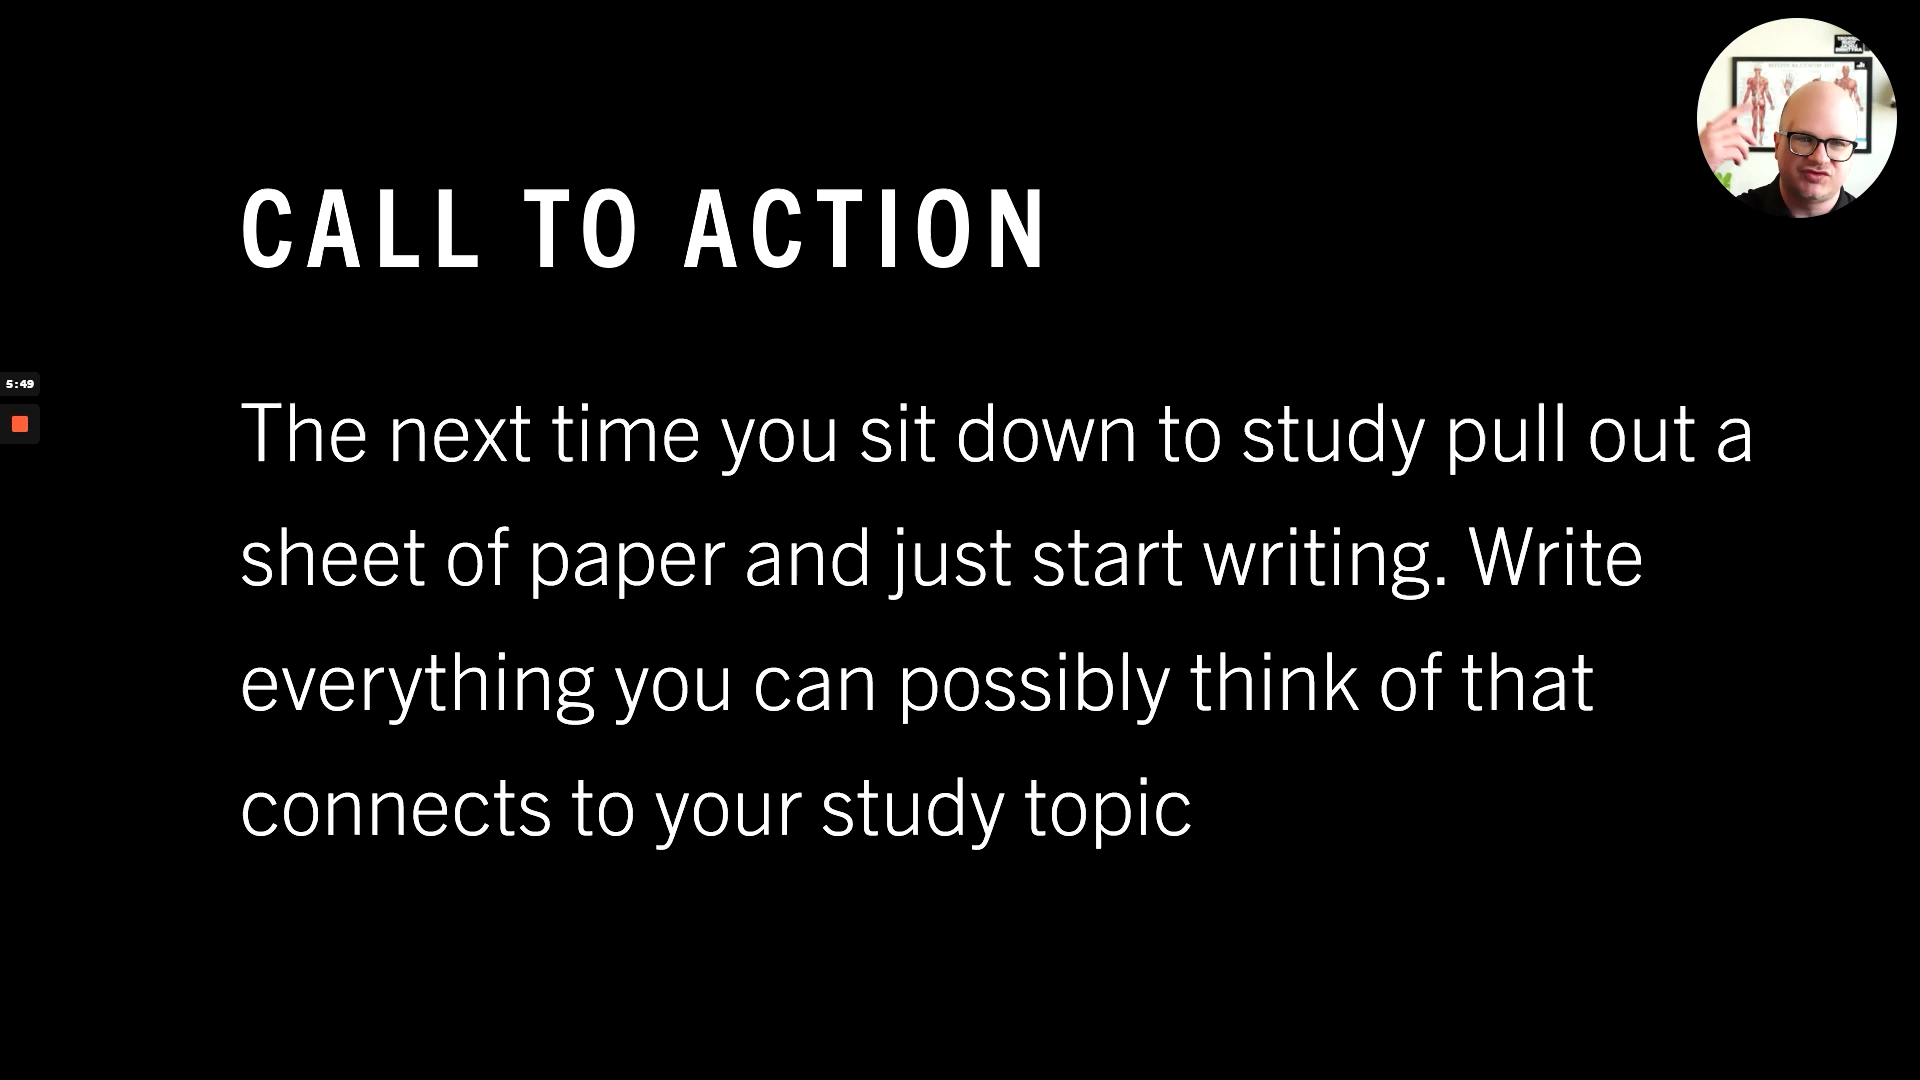 CALL TO ACTION
5:49
The next time you sit down to study pull out a
sheet of paper and just start writing. Write
everything you can possibly think of that
connects to your study topic